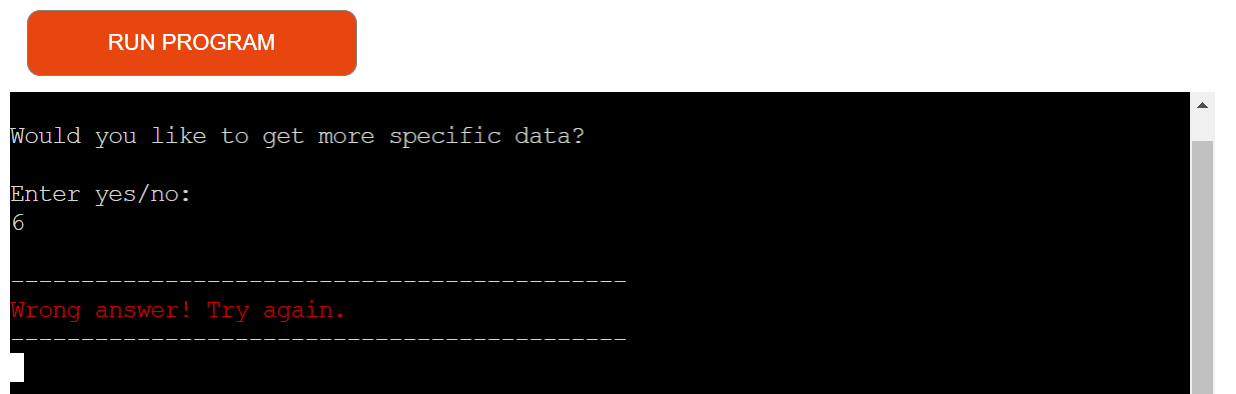 RUN PROGRAM
Would you like to get more specific data?
Enter yes/no:
6
--------------------------------------------
Wrong answer! Try again.
--------------------------------------------